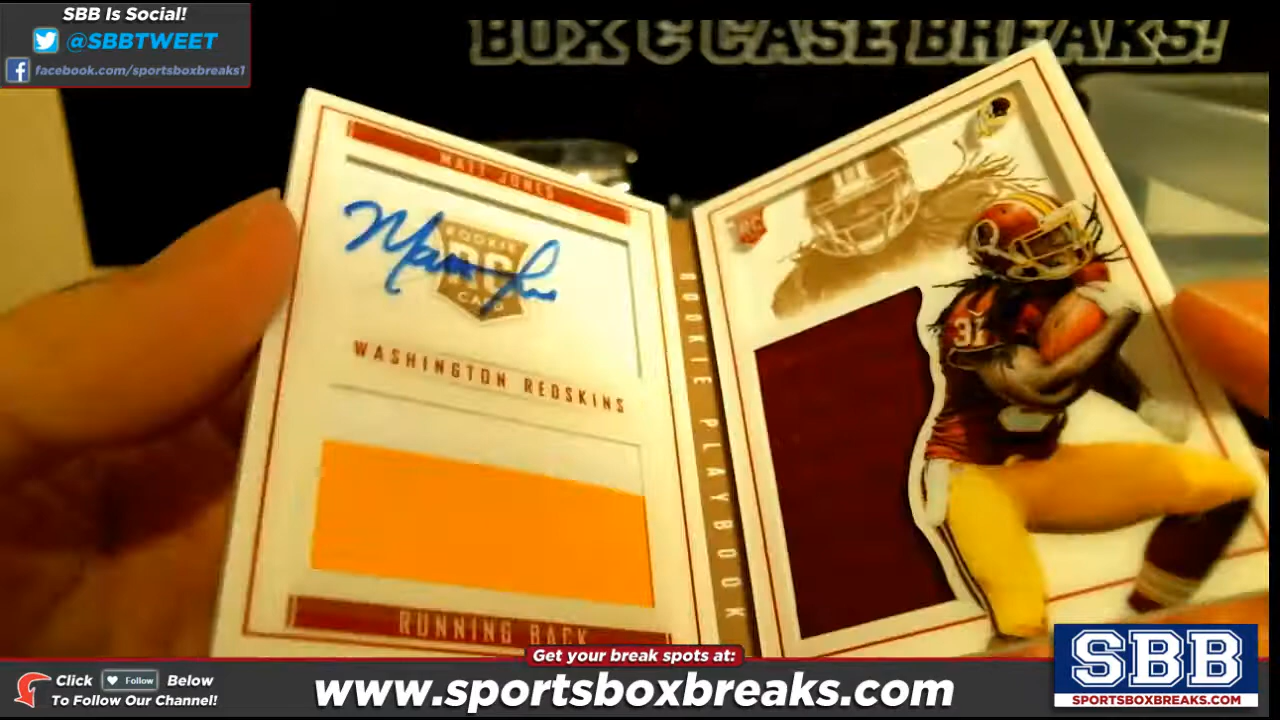 SBB Is Social!
@SBBTWEET
facebook.com/sportsboxbreaks1
BOX & CASE BREAKS!
MATT JONES
ROOKIE
CARD
WASHINGTON REDSKINS
RUNNING BACK
ROOKIE PLAYBOOK
RC
31
Get your break spots at:
Click Follow Below
To Follow Our Channel!
www.sportsboxbreaks.com
SBB
SPORTSBOXBREAKS.COM